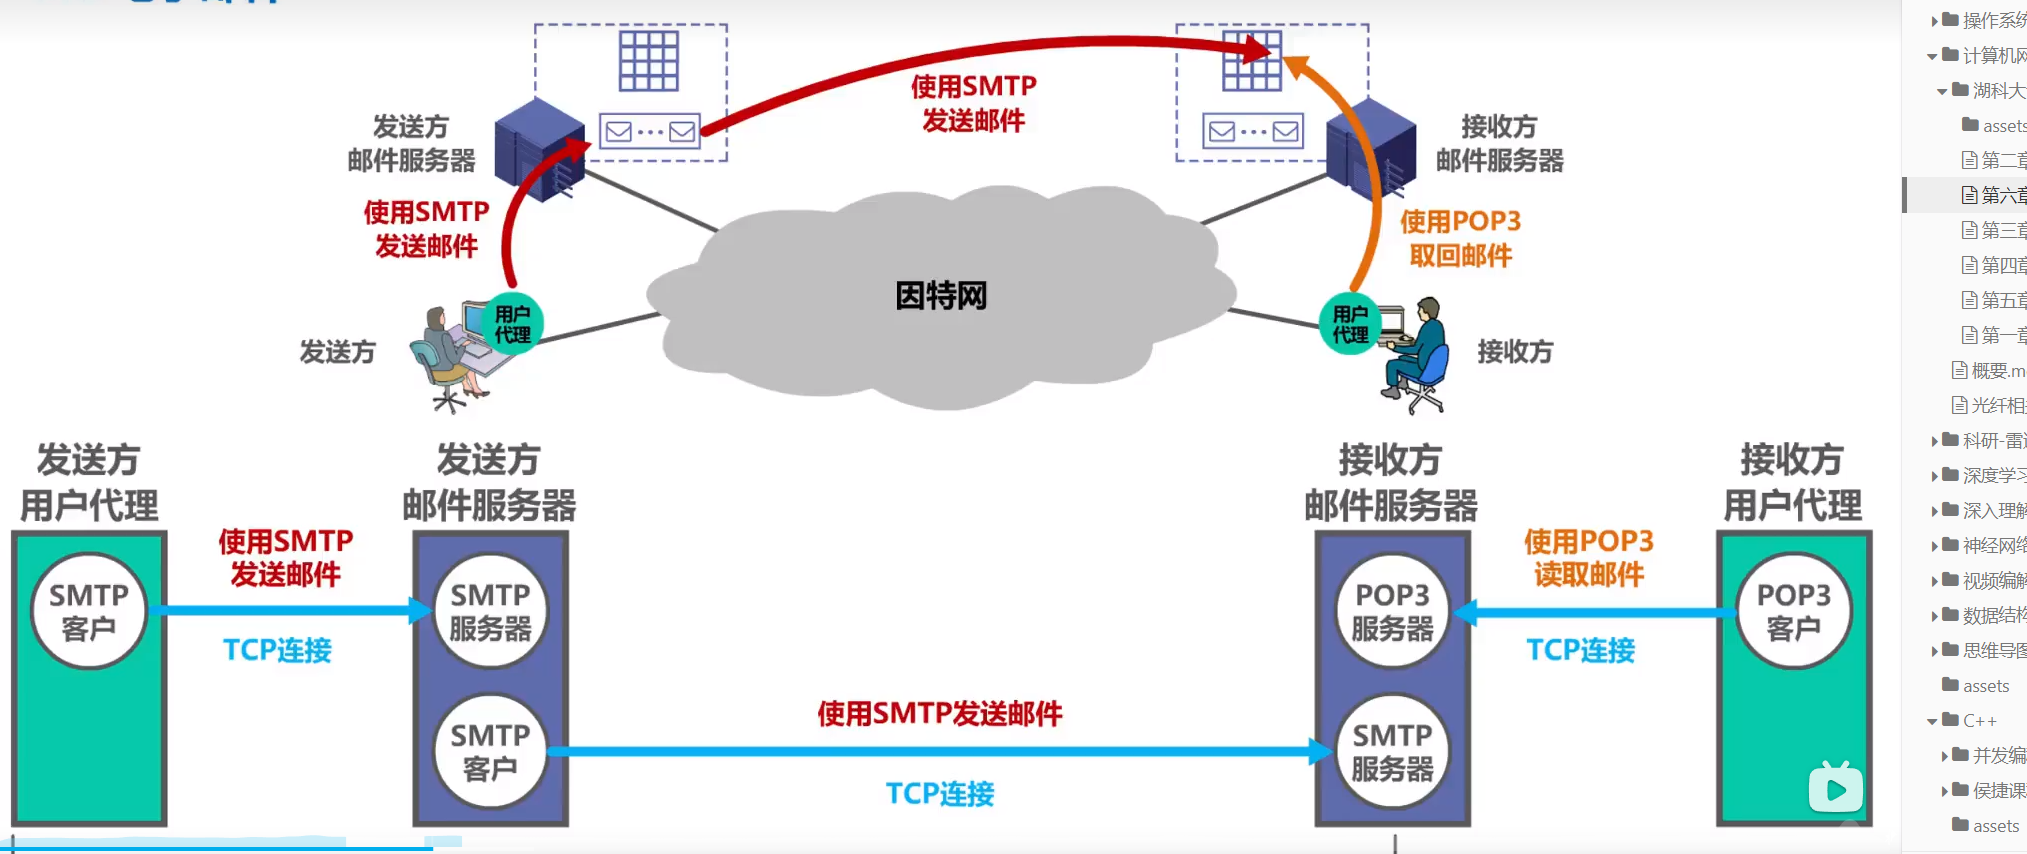 使用SMTP
发送邮件
发送方
邮件服务器
接收方
邮件服务器
使用SMTP
发送邮件
使用POP3
取回邮件
因特网
用户
代理
用户
代理
发送方
接收方
发送方
用户代理
发送方
邮件服务器
接收方
邮件服务器
接收方
用户代理
使用SMTP
发送邮件
使用POP3
读取邮件
SMTP
客户
SMTP
服务器
POP3
服务器
POP3
客户
TCP连接
TCP连接
使用SMTP发送邮件
SMTP
客户
SMTP
服务器
TCP连接
操作系统
计算机网
湖科大
assets
第二章
第六章
第三章
第四章
第五章
第一章
概要.m
光纤相
科研-雷
深度学习
深入理解
神经网络
视频编解
数据结构
思维导图
assets
C++
并发编
侯捷课
assets